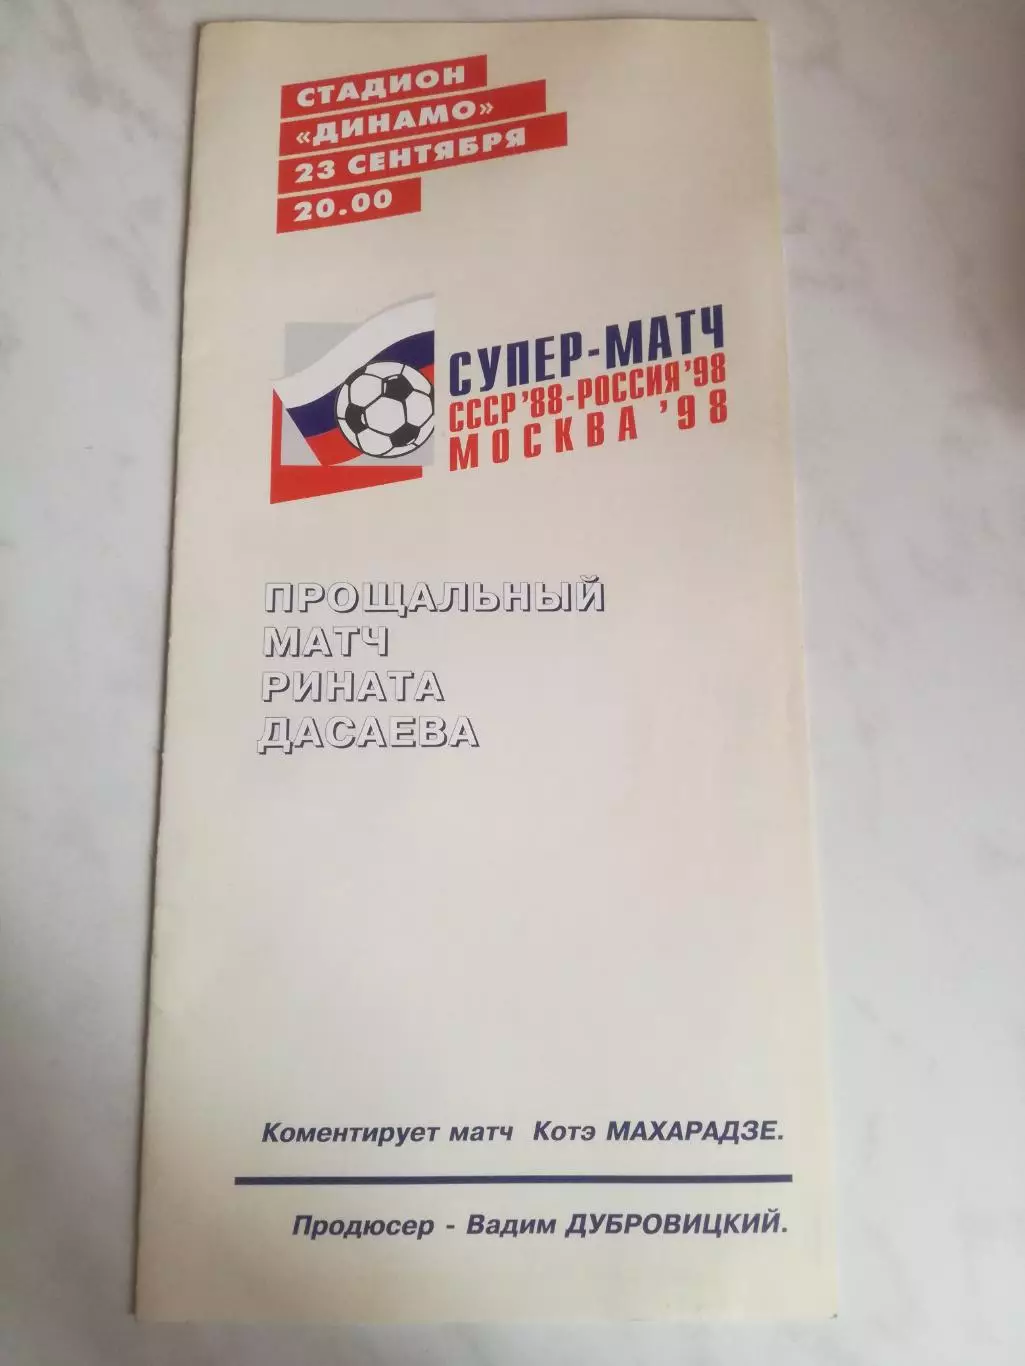 СТАДИОН
«ДИНАМО»
23 СЕНТЯБРЯ
20.00
СУПЕР-МАТЧ
СССР '88-РОССИЯ '98
МОСКВА '98
ПРОЩАЛЬНЫЙ
МАТЧ
РИНАТА
ДАСАЕВА
Коментирует матч Котэ МАХАРАДЗЕ.
Продюсер - Вадим ДУБРОВИЦКИЙ.